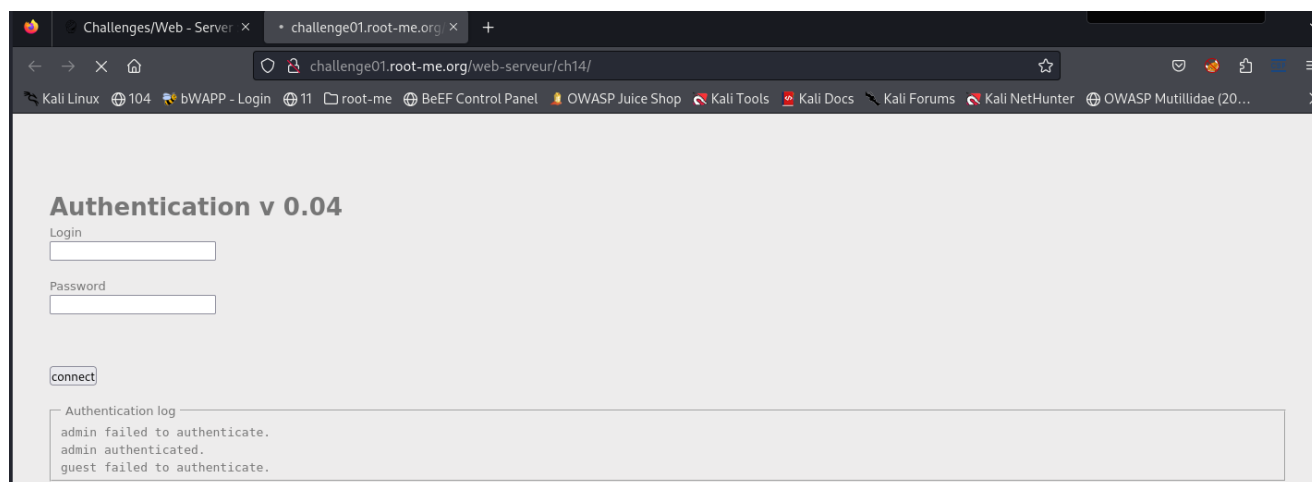 Challenges/Web - Server ×
challenge01.root-me.org/ × +
challenge01.root-me.org/web-serveur/ch14/
Kali Linux 104 bWAPP - Login 11 root-me BeEF Control Panel OWASP Juice Shop Kali Tools Kali Docs Kali Forums Kali NetHunter OWASP Mutillidae (20...
Authentication v 0.04
Login
Password
connect
Authentication log
admin failed to authenticate.
admin authenticated.
guest failed to authenticate.